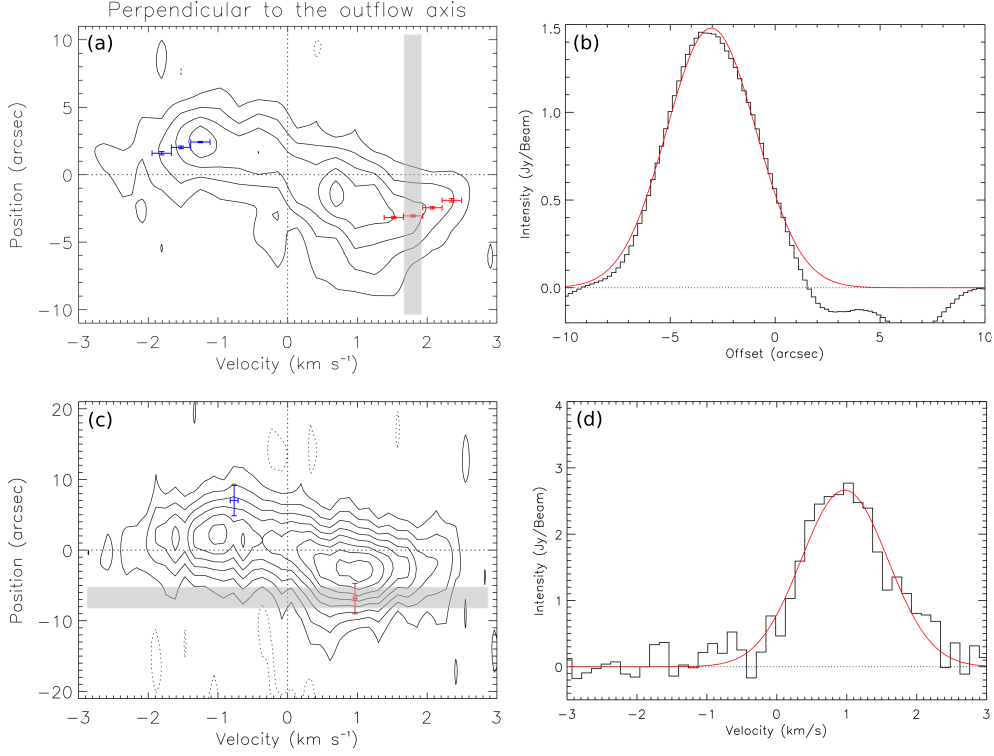 Perpendicular to the outflow axis
(a)
10
5
0
−5
−10
Position (arcsec)
−3 −2 −1 0 1 2 3
Velocity (km s⁻¹)
(b)
1.5
1.0
0.5
0.0
Intensity (Jy/Beam)
−10 −5 0 5 10
Offset (arcsec)
(c)
20
10
0
−10
−20
Position (arcsec)
−3 −2 −1 0 1 2 3
Velocity (km s⁻¹)
(d)
4
3
2
1
0
Intensity (Jy/Beam)
−3 −2 −1 0 1 2 3
Velocity (km/s)